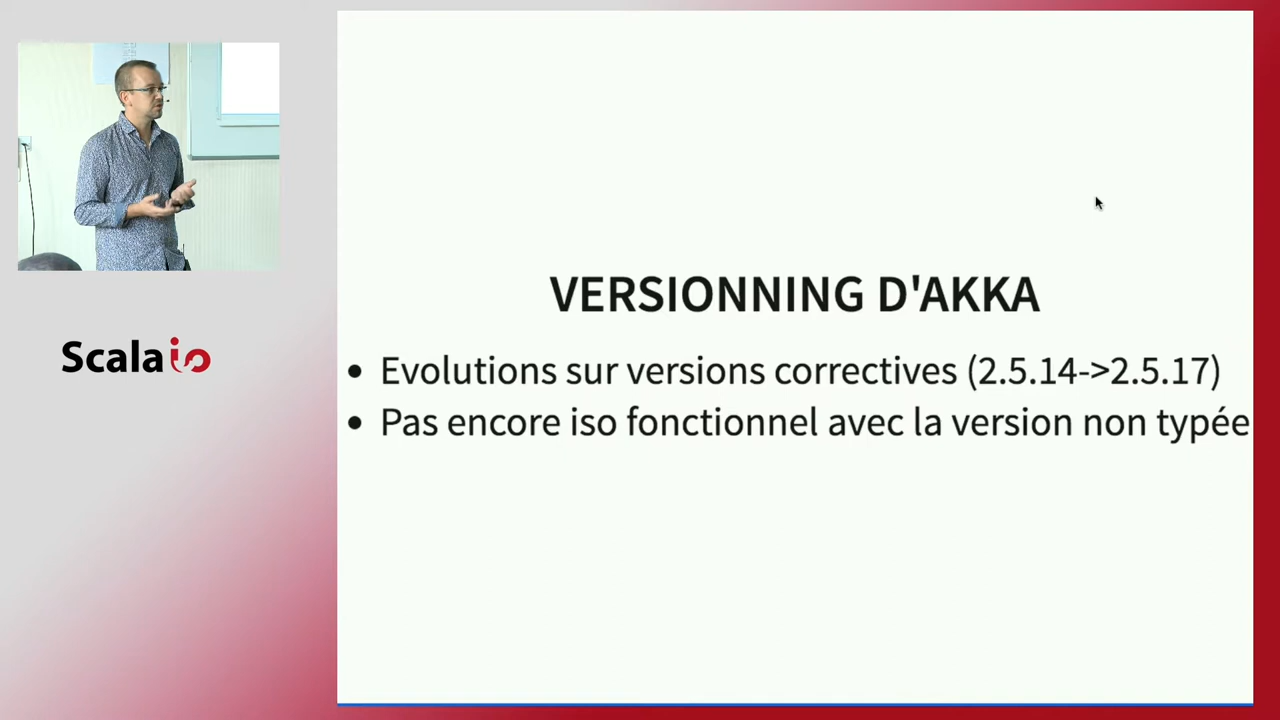 Scala io
VERSIONNING D'AKKA
• Evolutions sur versions correctives (2.5.14->2.5.17)
• Pas encore iso fonctionnel avec la version non typée